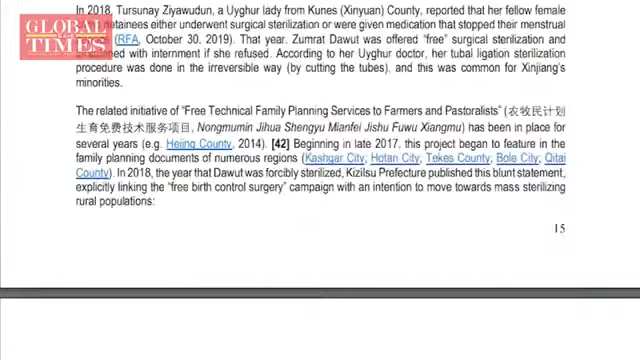 GLOBAL
TIMES
In 2018, Tursunay Ziyawudun, a Uyghur lady from Kunes (Xinyuan) County, reported that her fellow female
detainees either underwent surgical sterilization or were given medication that stopped their menstrual
(RFA, October 30, 2019). That year. Zumrat Dawut was offered “free” surgical sterilization and
with internment if she refused. According to her Uyghur doctor, her tubal ligation sterilization
procedure was done in the irreversible way (by cutting the tubes), and this was common for Xinjiang’s
minorities.
The related initiative of “Free Technical Family Planning Services to Farmers and Pastoralists” (农牧民计划
生育免费技术服务项目, Nongmumin Jihua Shengyu Mianfei Jishu Fuwu Xiangmu) has been in place for
several years (e.g. Hejing County, 2014). [42] Beginning in late 2017, this project began to feature in the
family planning documents of numerous regions (Kashgar City; Hotan City, Tekes County; Bole City; Qitai
County). In 2018, the year that Dawut was forcibly sterilized, Kizilsu Prefecture published this blunt statement,
explicitly linking the “free birth control surgery” campaign with an intention to move towards mass sterilizing
rural populations:
15